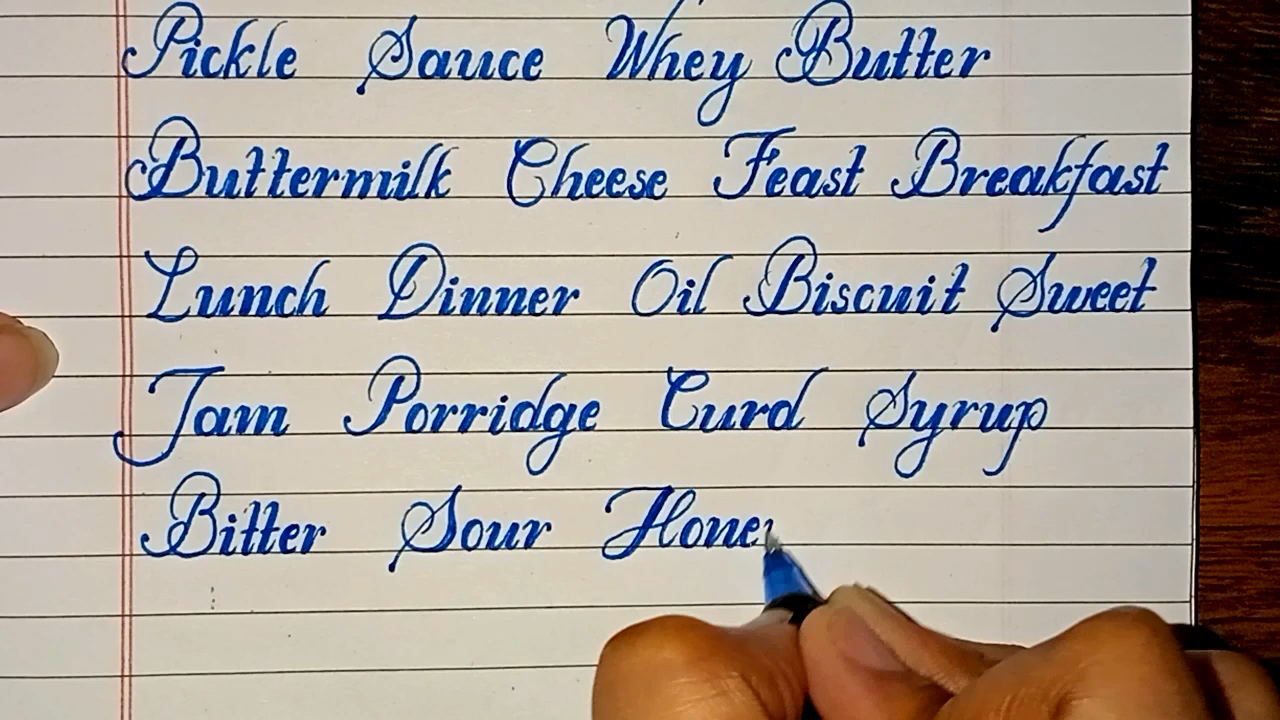 Pickle Sauce Whey Butter
Buttermilk Cheese Feast Breakfast
Lunch Dinner Oil Biscuit Sweet
Jam Porridge Curd Syrup
Bitter Sour Hone